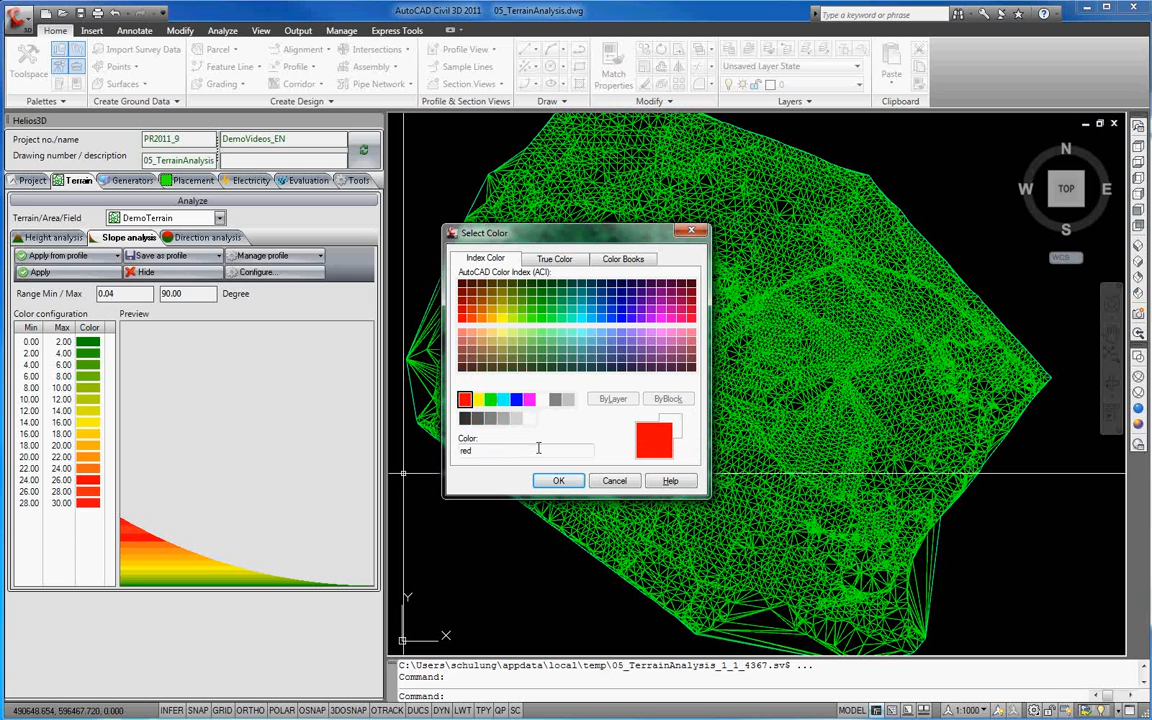 AutoCAD Civil 3D 2011 05_TerrainAnalysis.dwg
Type a keyword or phrase
Home Insert Annotate Modify Analyze View Output Manage Express Tools
Toolspace
Import Survey Data
Points
Surfaces
Parcel
Feature Line
Grading
Alignment
Profile
Corridor
Intersections
Assembly
Pipe Network
Profile View
Sample Lines
Section Views
Match
Properties
Unsaved Layer State
0
Paste
Palettes Create Ground Data Create Design Profile & Section Views Draw Modify Layers Clipboard
Helios3D
Project no./name PR2011_9 DemoVideos_EN
Drawing number / description 05_TerrainAnalysis
Project Terrain Generators Placement Electricity Evaluation Tools
Analyze
Terrain/Area/Field DemoTerrain
Height analysis Slope analysis Direction analysis
Apply from profile Save as profile Manage profile
Apply Hide Configure...
Range Min / Max 0.04 90.00 Degree
Color configuration Preview
Min Max Color
0.00 2.00
2.00 4.00
4.00 6.00
6.00 8.00
8.00 10.00
10.00 12.00
12.00 14.00
14.00 16.00
16.00 18.00
18.00 20.00
20.00 22.00
22.00 24.00
24.00 26.00
26.00 28.00
28.00 30.00
Select Color
Index Color True Color Color Books
AutoCAD Color Index (ACI):
ByLayer ByBlock
Color:
red
OK Cancel Help
N
W TOP E
S
WCS
Y
X
C:\Users\schulung\appdata\local\temp\05_TerrainAnalysis_1_1_4367.sv$ ...
Command:
Command:
490648.654, 596467.720, 0.000 INFER SNAP GRID ORTHO POLAR OSNAP 3DOSNAP OTRACK DUCS DYN LWT TPY QP SC MODEL 1:1000